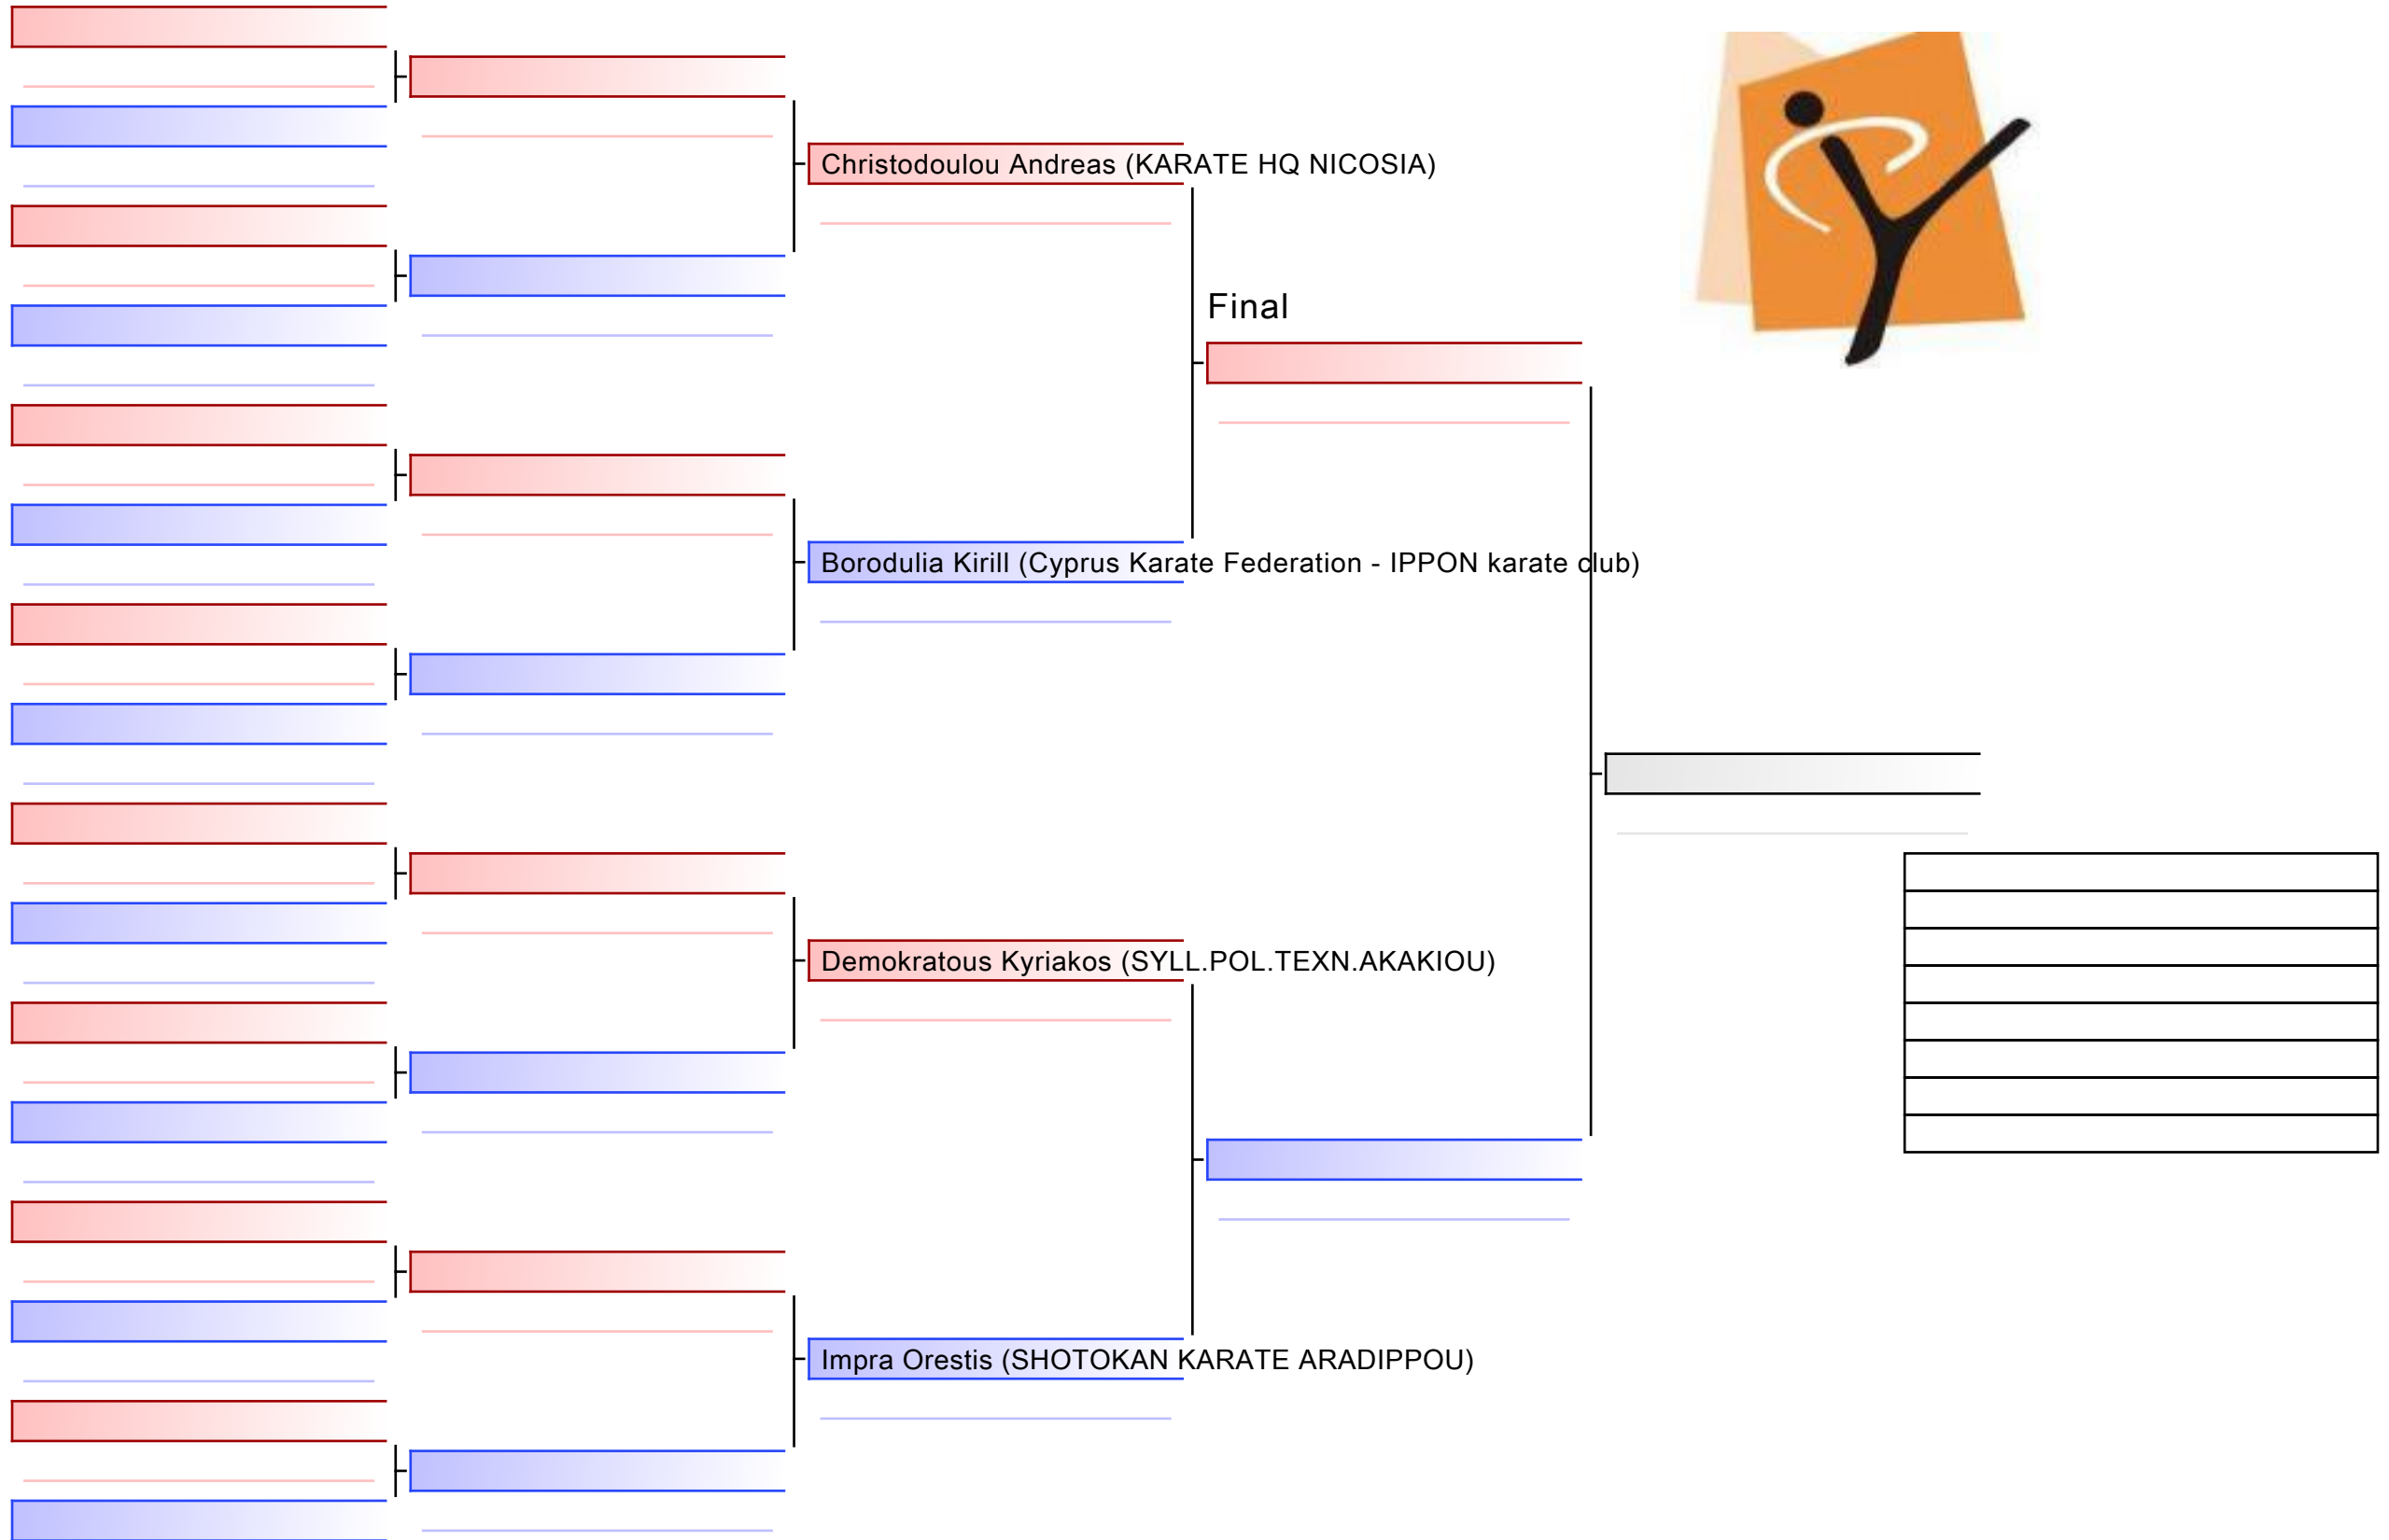 Christodoulou Andreas (KARATE HQ NICOSIA)
Final
Borodulia Kirill (Cyprus Karate Federation - IPPON karate club)
Demokratous Kyriakos (SYLL.POL.TEXN.AKAKIOU)
Impra Orestis (SHOTOKAN KARATE ARADIPPOU)